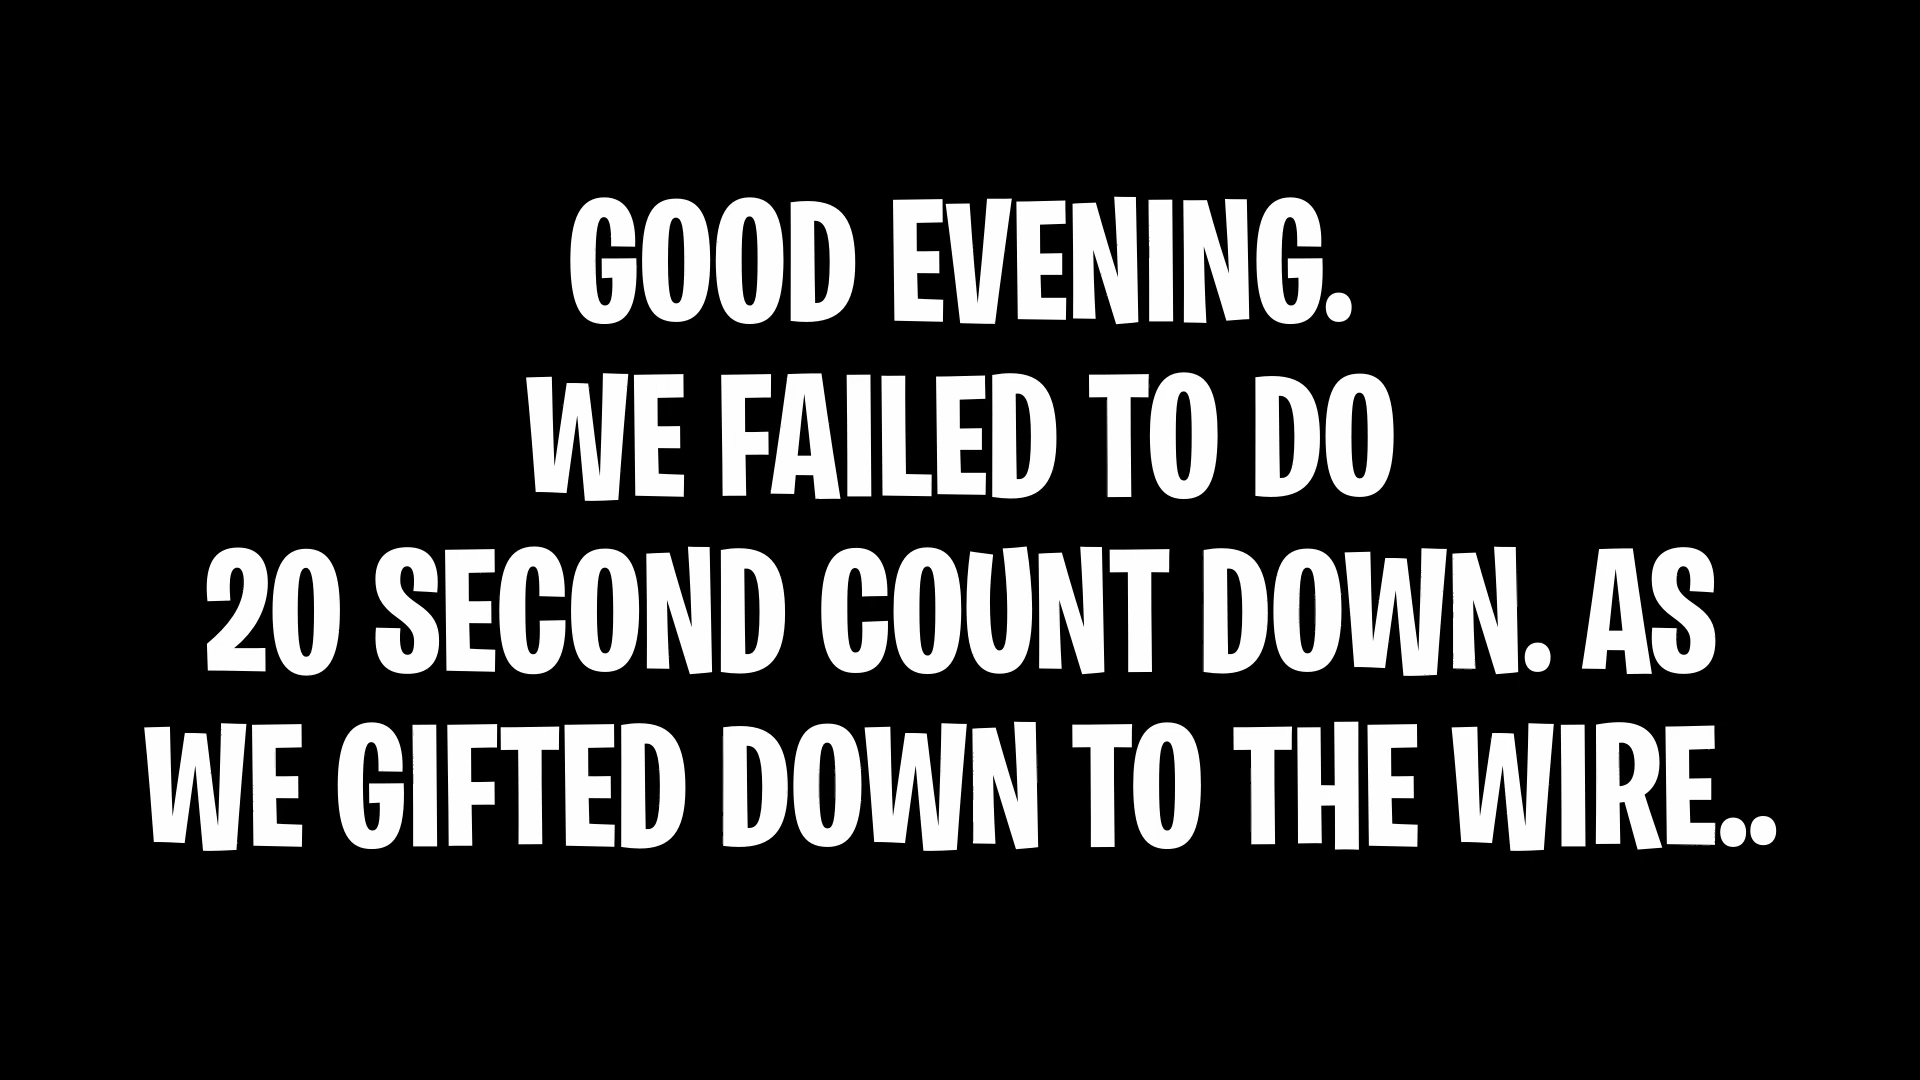 GOOD EVENING.
WE FAILED TO DO
20 SECOND COUNT DOWN. AS
WE GIFTED DOWN TO THE WIRE..